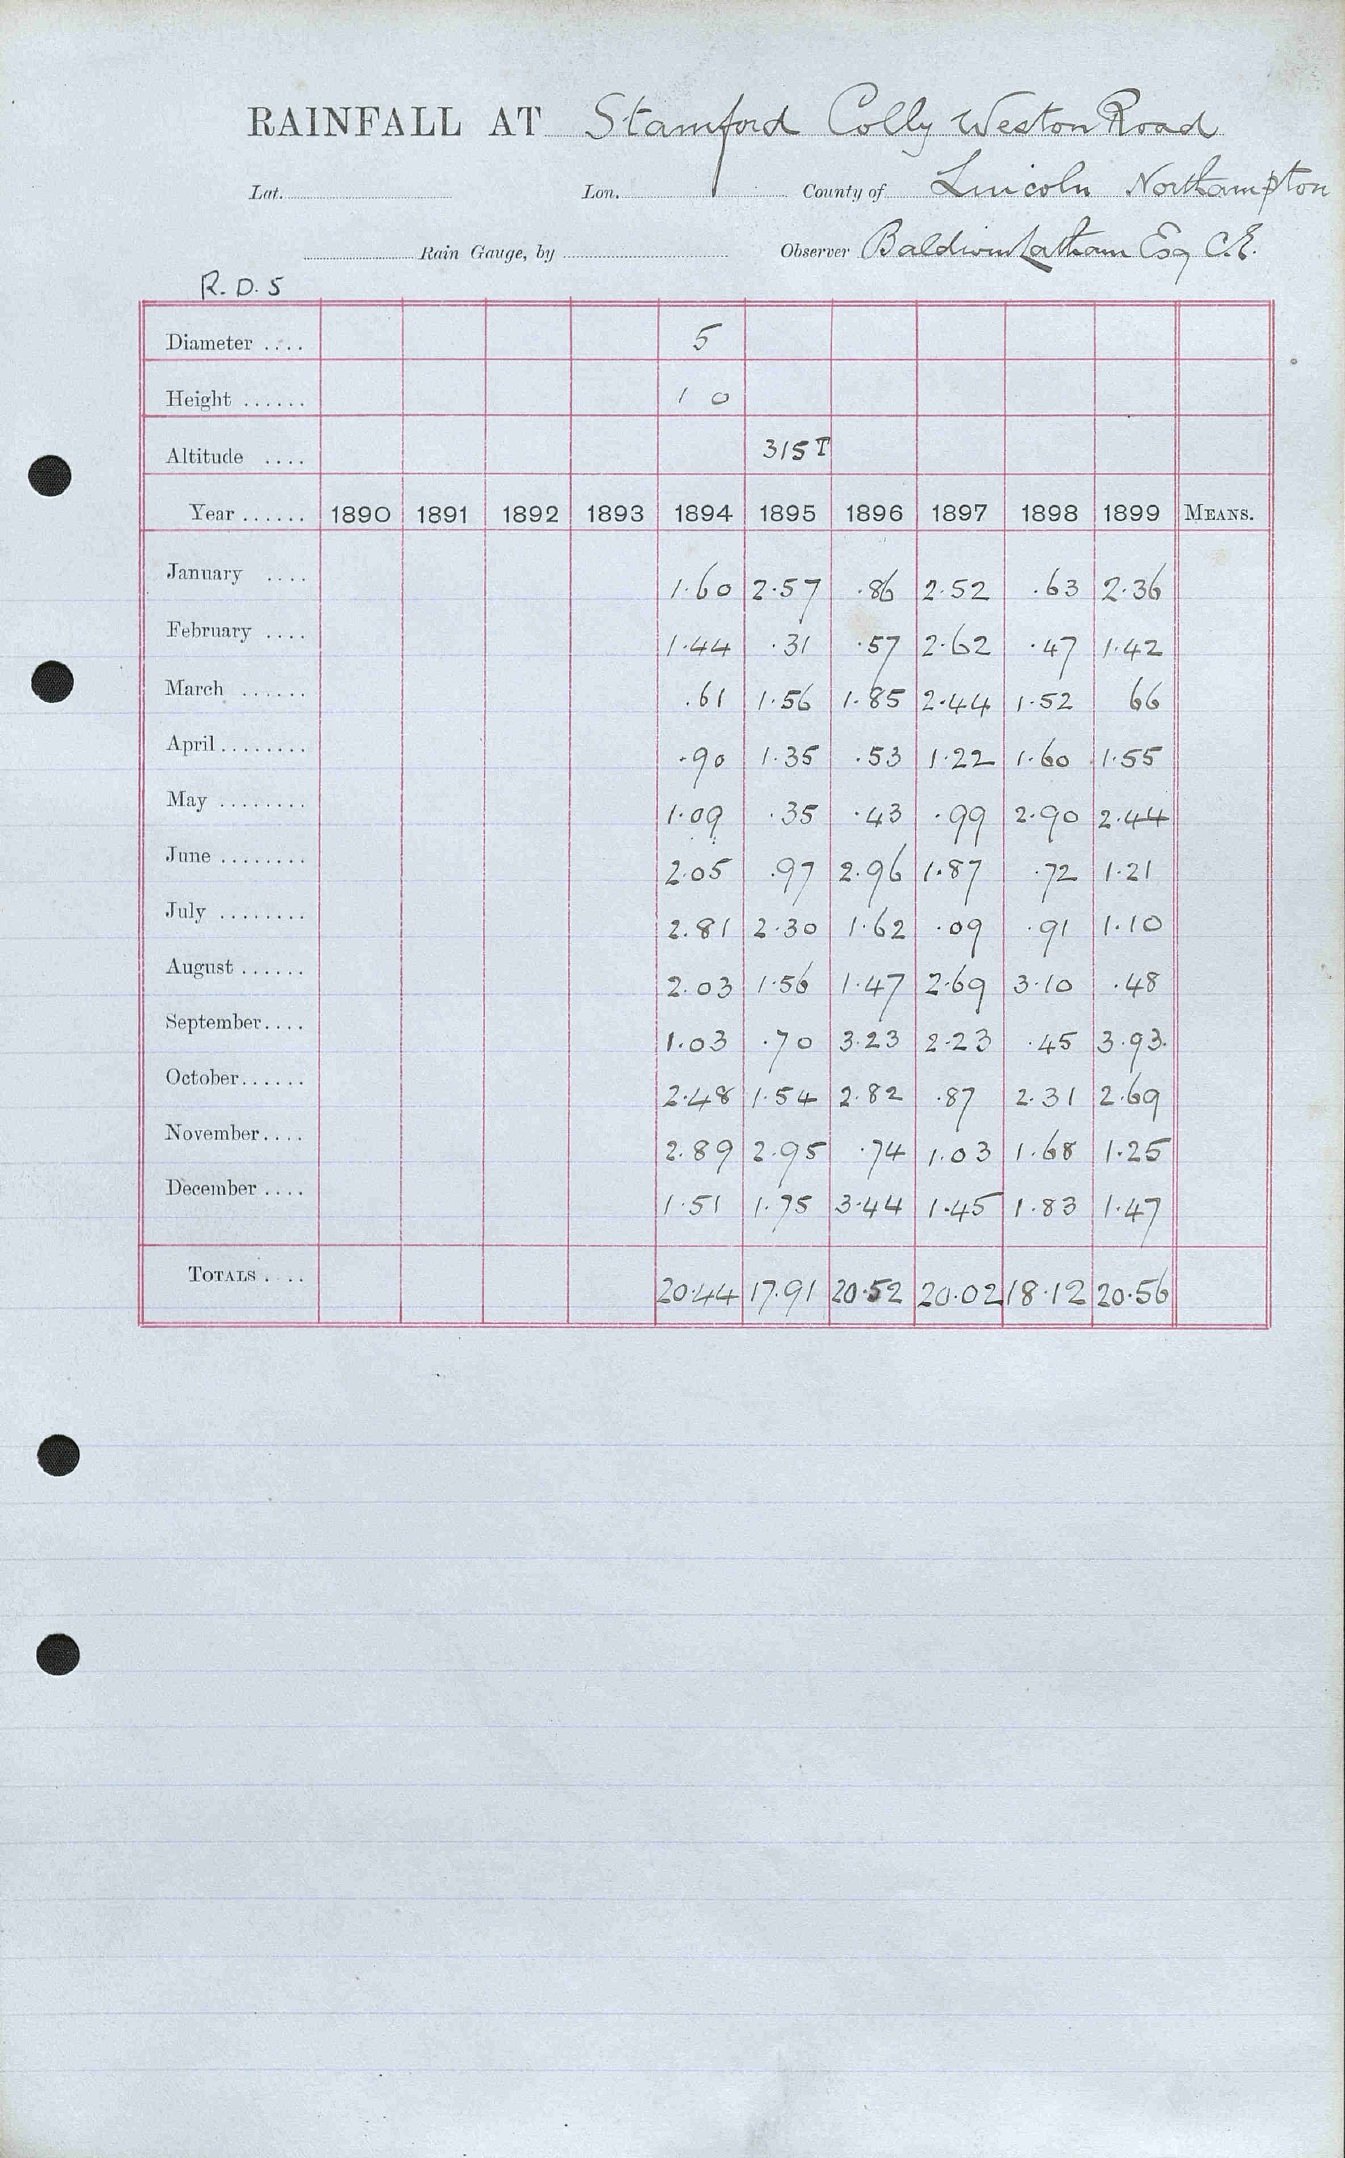 RAINFALL AT Stamford Colly Weston Road
Lat. Lon. County of Lincoln Northampton
Rain Gauge, by Observer Baldwin Latham Esq C.E.
R.D.5
Diameter .... 5
Height ...... 1 0
Altitude .... 315 T
Year ...... 1890 1891 1892 1893 1894 1895 1896 1897 1898 1899 MEANS.
January .... 1.60 2.57 .86 2.52 .63 2.36
February .... 1.44 .31 .57 2.62 .47 1.42
March ...... .61 1.56 1.85 2.44 1.52 66
April ........ .90 1.35 .53 1.22 1.60 1.55
May ........ 1.09 .35 .43 .99 2.90 2.44
June ........ 2.05 .97 2.96 1.87 .72 1.21
July ........ 2.81 2.30 1.62 .09 .91 1.10
August ...... 2.03 1.56 1.47 2.69 3.10 .48
September.... 1.03 .70 3.23 2.23 .45 3.93
October...... 2.48 1.54 2.82 .87 2.31 2.69
November.... 2.89 2.95 .74 1.03 1.68 1.25
December .... 1.51 1.75 3.44 1.45 1.83 1.47
TOTALS .... 20.44 17.91 20.52 20.02 18.12 20.56